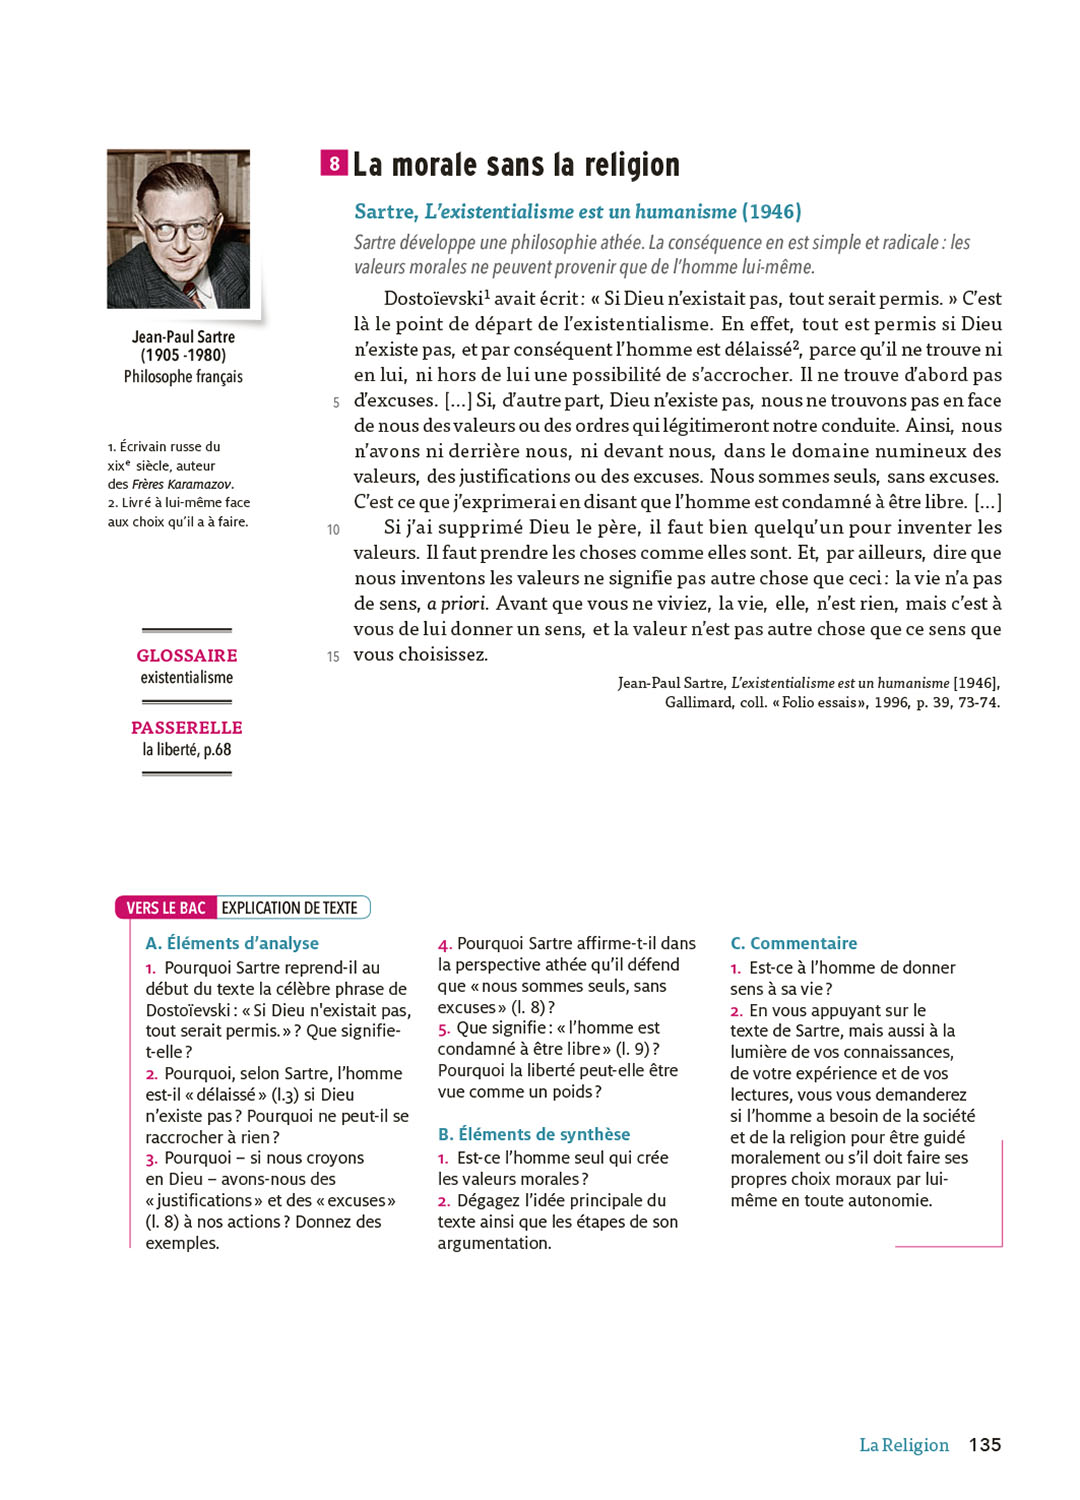 8 La morale sans la religion
Sartre, L'existentialisme est un humanisme (1946)
Sartre développe une philosophie athée. La conséquence en est simple et radicale : les
valeurs morales ne peuvent provenir que de l'homme lui-même.
Dostoïevski¹ avait écrit : « Si Dieu n'existait pas, tout serait permis. » C'est
là le point de départ de l'existentialisme. En effet, tout est permis si Dieu
n'existe pas, et par conséquent l'homme est délaissé², parce qu'il ne trouve ni
en lui, ni hors de lui une possibilité de s'accrocher. Il ne trouve d'abord pas
5 d'excuses. [...] Si, d'autre part, Dieu n'existe pas, nous ne trouvons pas en face
de nous des valeurs ou des ordres qui légitimeront notre conduite. Ainsi, nous
n'avons ni derrière nous, ni devant nous, dans le domaine numineux des
valeurs, des justifications ou des excuses. Nous sommes seuls, sans excuses.
C'est ce que j'exprimerai en disant que l'homme est condamné à être libre. [...]
10 Si j'ai supprimé Dieu le père, il faut bien quelqu'un pour inventer les
valeurs. Il faut prendre les choses comme elles sont. Et, par ailleurs, dire que
nous inventons les valeurs ne signifie pas autre chose que ceci : la vie n'a pas
de sens, a priori. Avant que vous ne viviez, la vie, elle, n'est rien, mais c'est à
vous de lui donner un sens, et la valeur n'est pas autre chose que ce sens que
15 vous choisissez.
Jean-Paul Sartre, L'existentialisme est un humanisme [1946],
Gallimard, coll. « Folio essais », 1996, p. 39, 73-74.
Jean-Paul Sartre
(1905 -1980)
Philosophe français
1. Écrivain russe du
xixᵉ siècle, auteur
des Frères Karamazov.
2. Livré à lui-même face
aux choix qu'il a à faire.
GLOSSAIRE
existentialisme
PASSERELLE
la liberté, p.68
VERS LE BAC EXPLICATION DE TEXTE
A. Éléments d'analyse
1. Pourquoi Sartre reprend-il au
début du texte la célèbre phrase de
Dostoïevski : « Si Dieu n'existait pas,
tout serait permis. » ? Que signifie-
t-elle ?
2. Pourquoi, selon Sartre, l'homme
est-il « délaissé » (l.3) si Dieu
n'existe pas ? Pourquoi ne peut-il se
raccrocher à rien ?
3. Pourquoi – si nous croyons
en Dieu – avons-nous des
« justifications » et des « excuses »
(l. 8) à nos actions ? Donnez des
exemples.
4. Pourquoi Sartre affirme-t-il dans
la perspective athée qu'il défend
que « nous sommes seuls, sans
excuses » (l. 8) ?
5. Que signifie : « l'homme est
condamné à être libre » (l. 9) ?
Pourquoi la liberté peut-elle être
vue comme un poids ?
B. Éléments de synthèse
1. Est-ce l'homme seul qui crée
les valeurs morales ?
2. Dégagez l'idée principale du
texte ainsi que les étapes de son
argumentation.
C. Commentaire
1. Est-ce à l'homme de donner
sens à sa vie ?
2. En vous appuyant sur le
texte de Sartre, mais aussi à la
lumière de vos connaissances,
de votre expérience et de vos
lectures, vous vous demanderez
si l'homme a besoin de la société
et de la religion pour être guidé
moralement ou s'il doit faire ses
propres choix moraux par lui-
même en toute autonomie.
La Religion 135